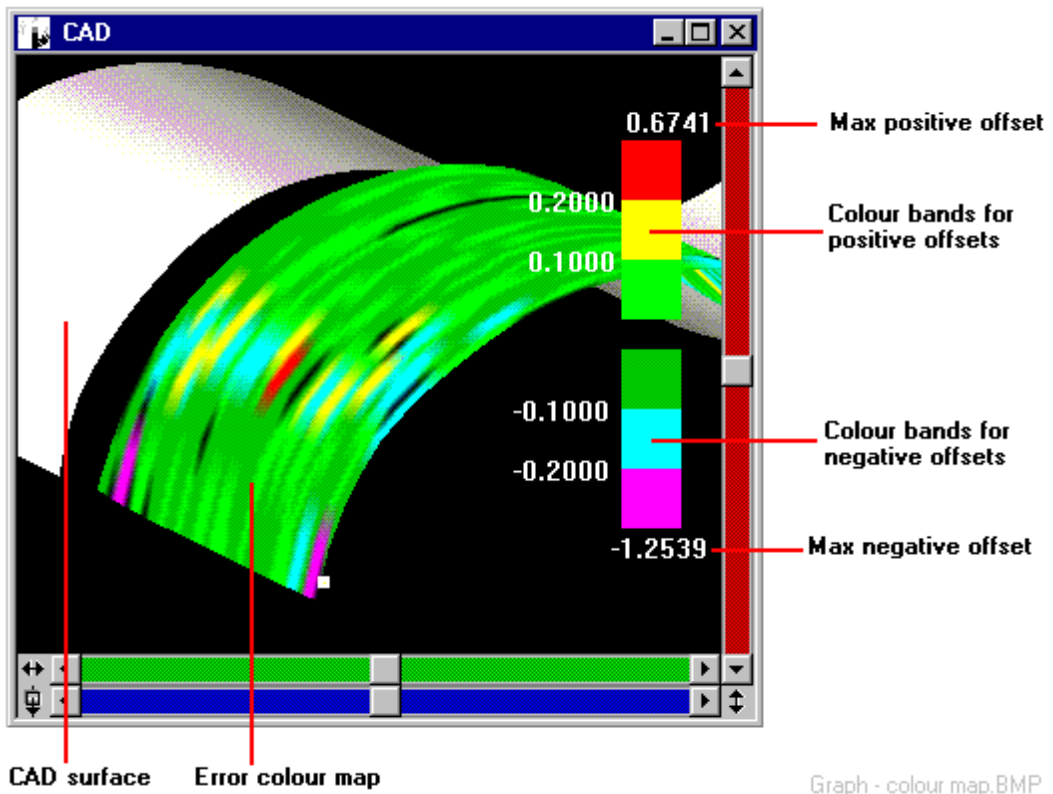 CAD
0.6741
Max positive offset
0.2000
Colour bands for
positive offsets
0.1000
-0.1000
Colour bands for
negative offsets
-0.2000
-1.2539
Max negative offset
CAD surface
Error colour map
Graph - colour map.BMP